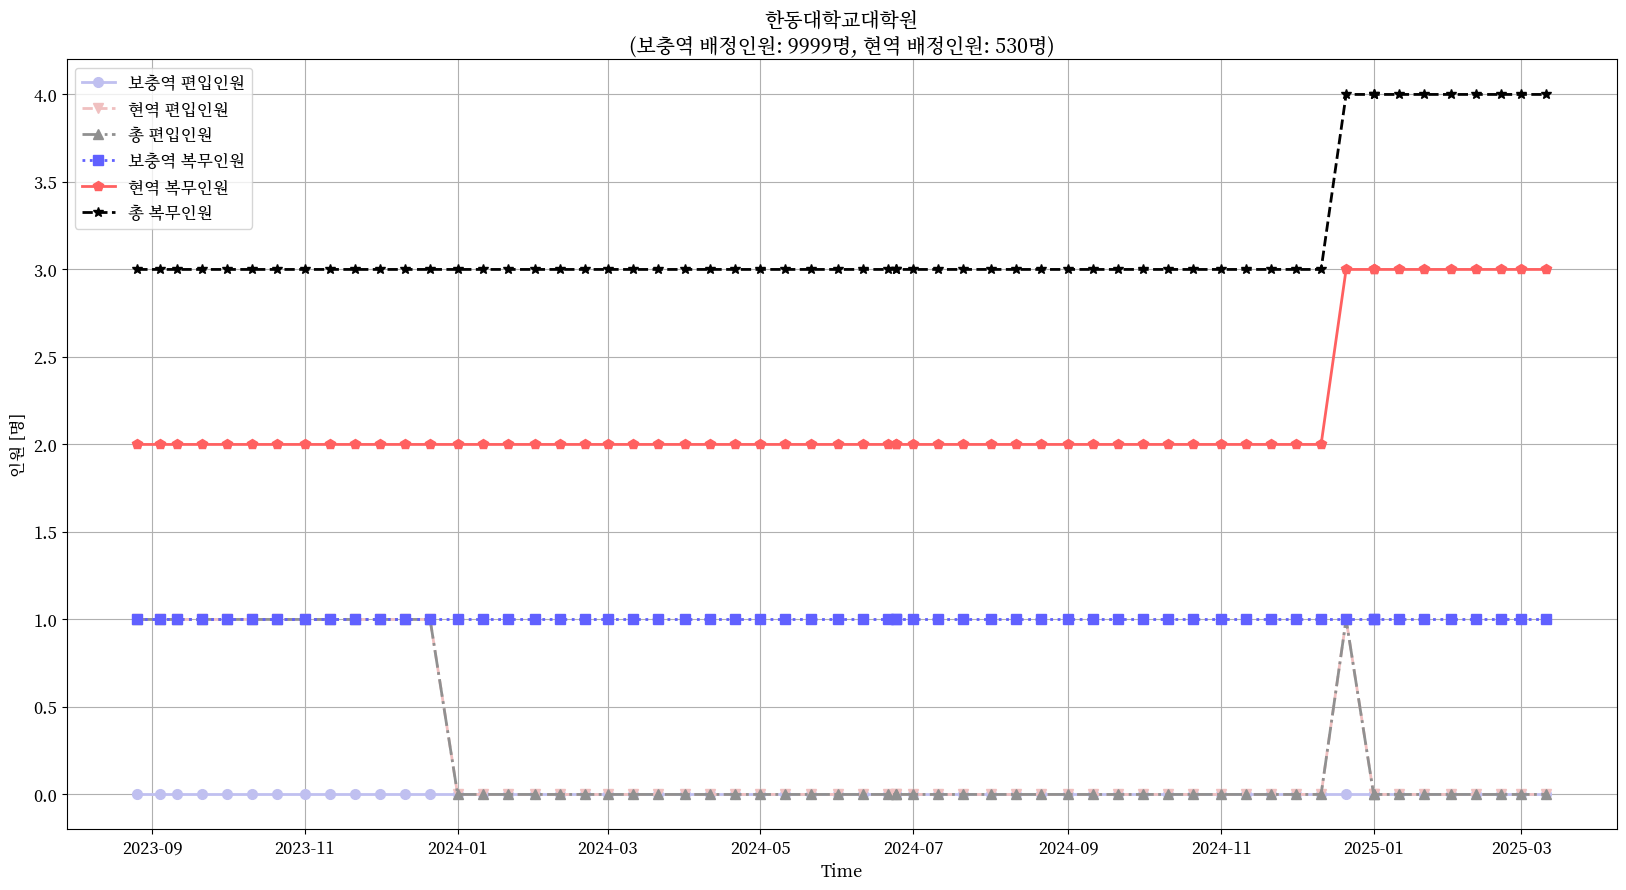 한동대학교대학원
(보충역 배정인원: 9999명, 현역 배정인원: 530명)
보충역 편입인원
현역 편입인원
총 편입인원
보충역 복무인원
현역 복무인원
총 복무인원
4.0
3.5
3.0
2.5
2.0
1.5
1.0
0.5
0.0
인원 [명]
2023-09
2023-11
2024-01
2024-03
2024-05
2024-07
2024-09
2024-11
2025-01
2025-03
Time